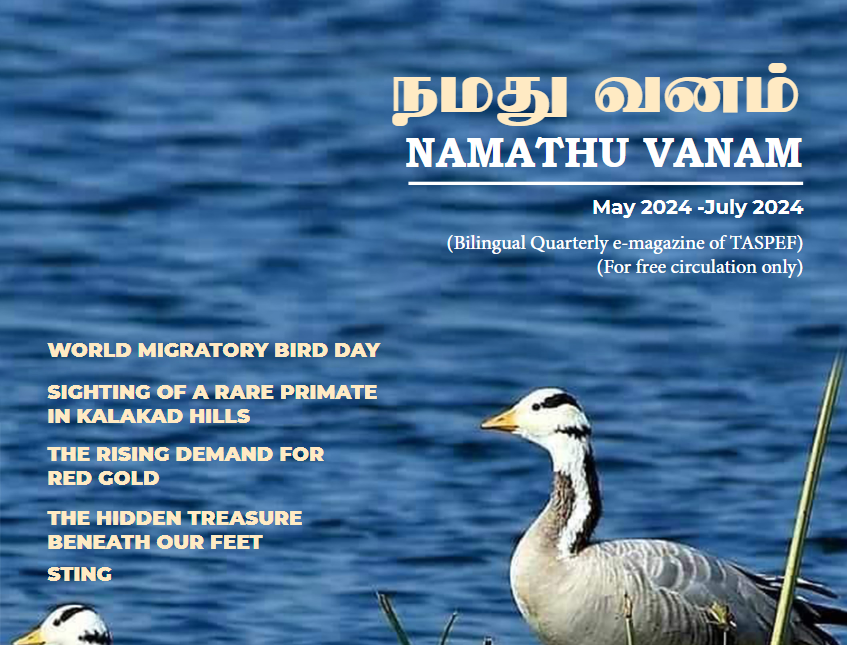 நமது வனம்
NAMATHU VANAM
May 2024 -July 2024
(Bilingual Quarterly e-magazine of TASPEF)
(For free circulation only)
WORLD MIGRATORY BIRD DAY
SIGHTING OF A RARE PRIMATE
IN KALAKAD HILLS
THE RISING DEMAND FOR
RED GOLD
THE HIDDEN TREASURE
BENEATH OUR FEET
STING